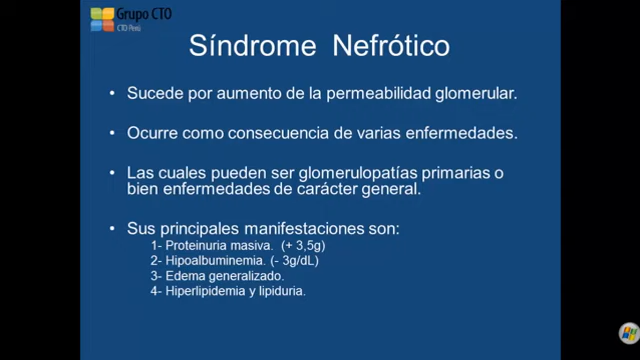 Grupo CTO
CTO Perú
Síndrome Nefrótico
• Sucede por aumento de la permeabilidad glomerular.
• Ocurre como consecuencia de varias enfermedades.
• Las cuales pueden ser glomerulopatías primarias o
bien enfermedades de carácter general.
• Sus principales manifestaciones son:
1- Proteinuria masiva. (+ 3,5g)
2- Hipoalbuminemia. (- 3g/dL)
3- Edema generalizado.
4- Hiperlipidemia y lipiduria.